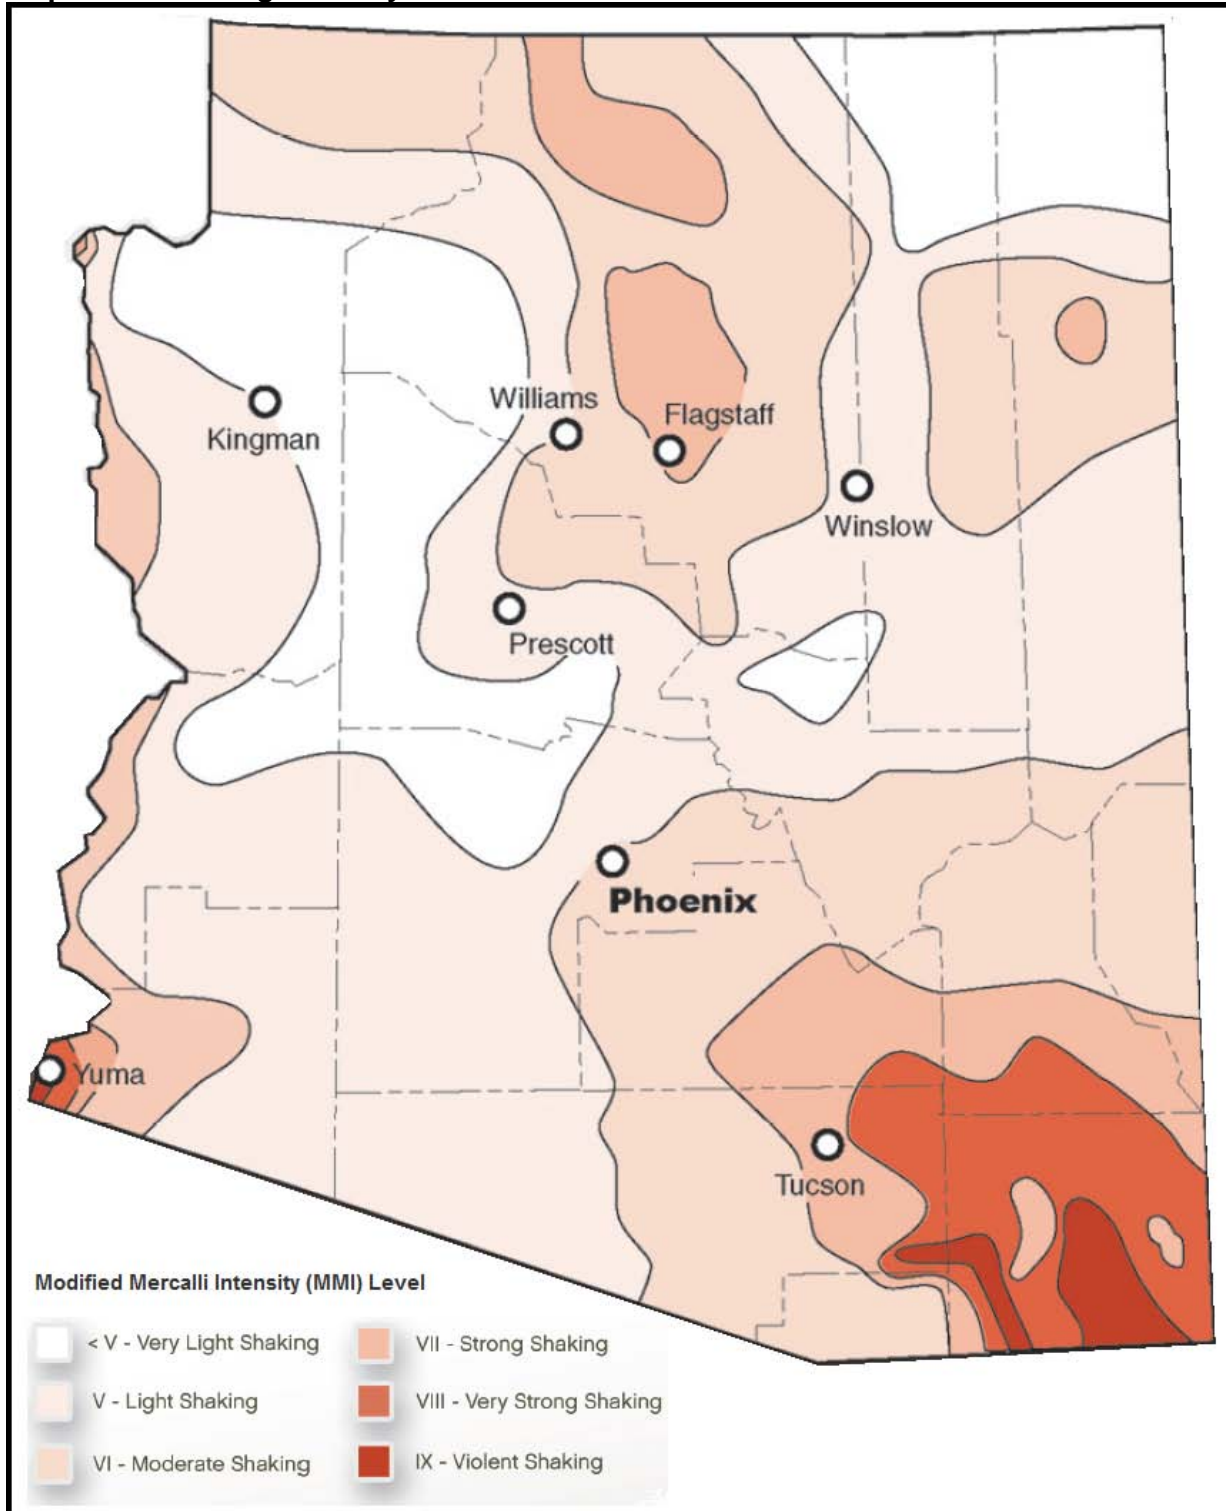 Williams
Flagstaff
Kingman
Winslow
Prescott
Phoenix
Yuma
Tucson
Modified Mercalli Intensity (MMI) Level
< V - Very Light Shaking
VII - Strong Shaking
V - Light Shaking
VIII - Very Strong Shaking
VI - Moderate Shaking
IX - Violent Shaking